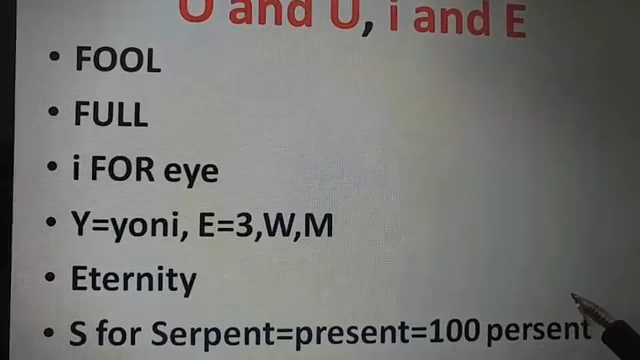 O and U, i and E
• FOOL
• FULL
• i FOR eye
• Y=yoni, E=3,W,M
• Eternity
• S for Serpent=present=100 persent